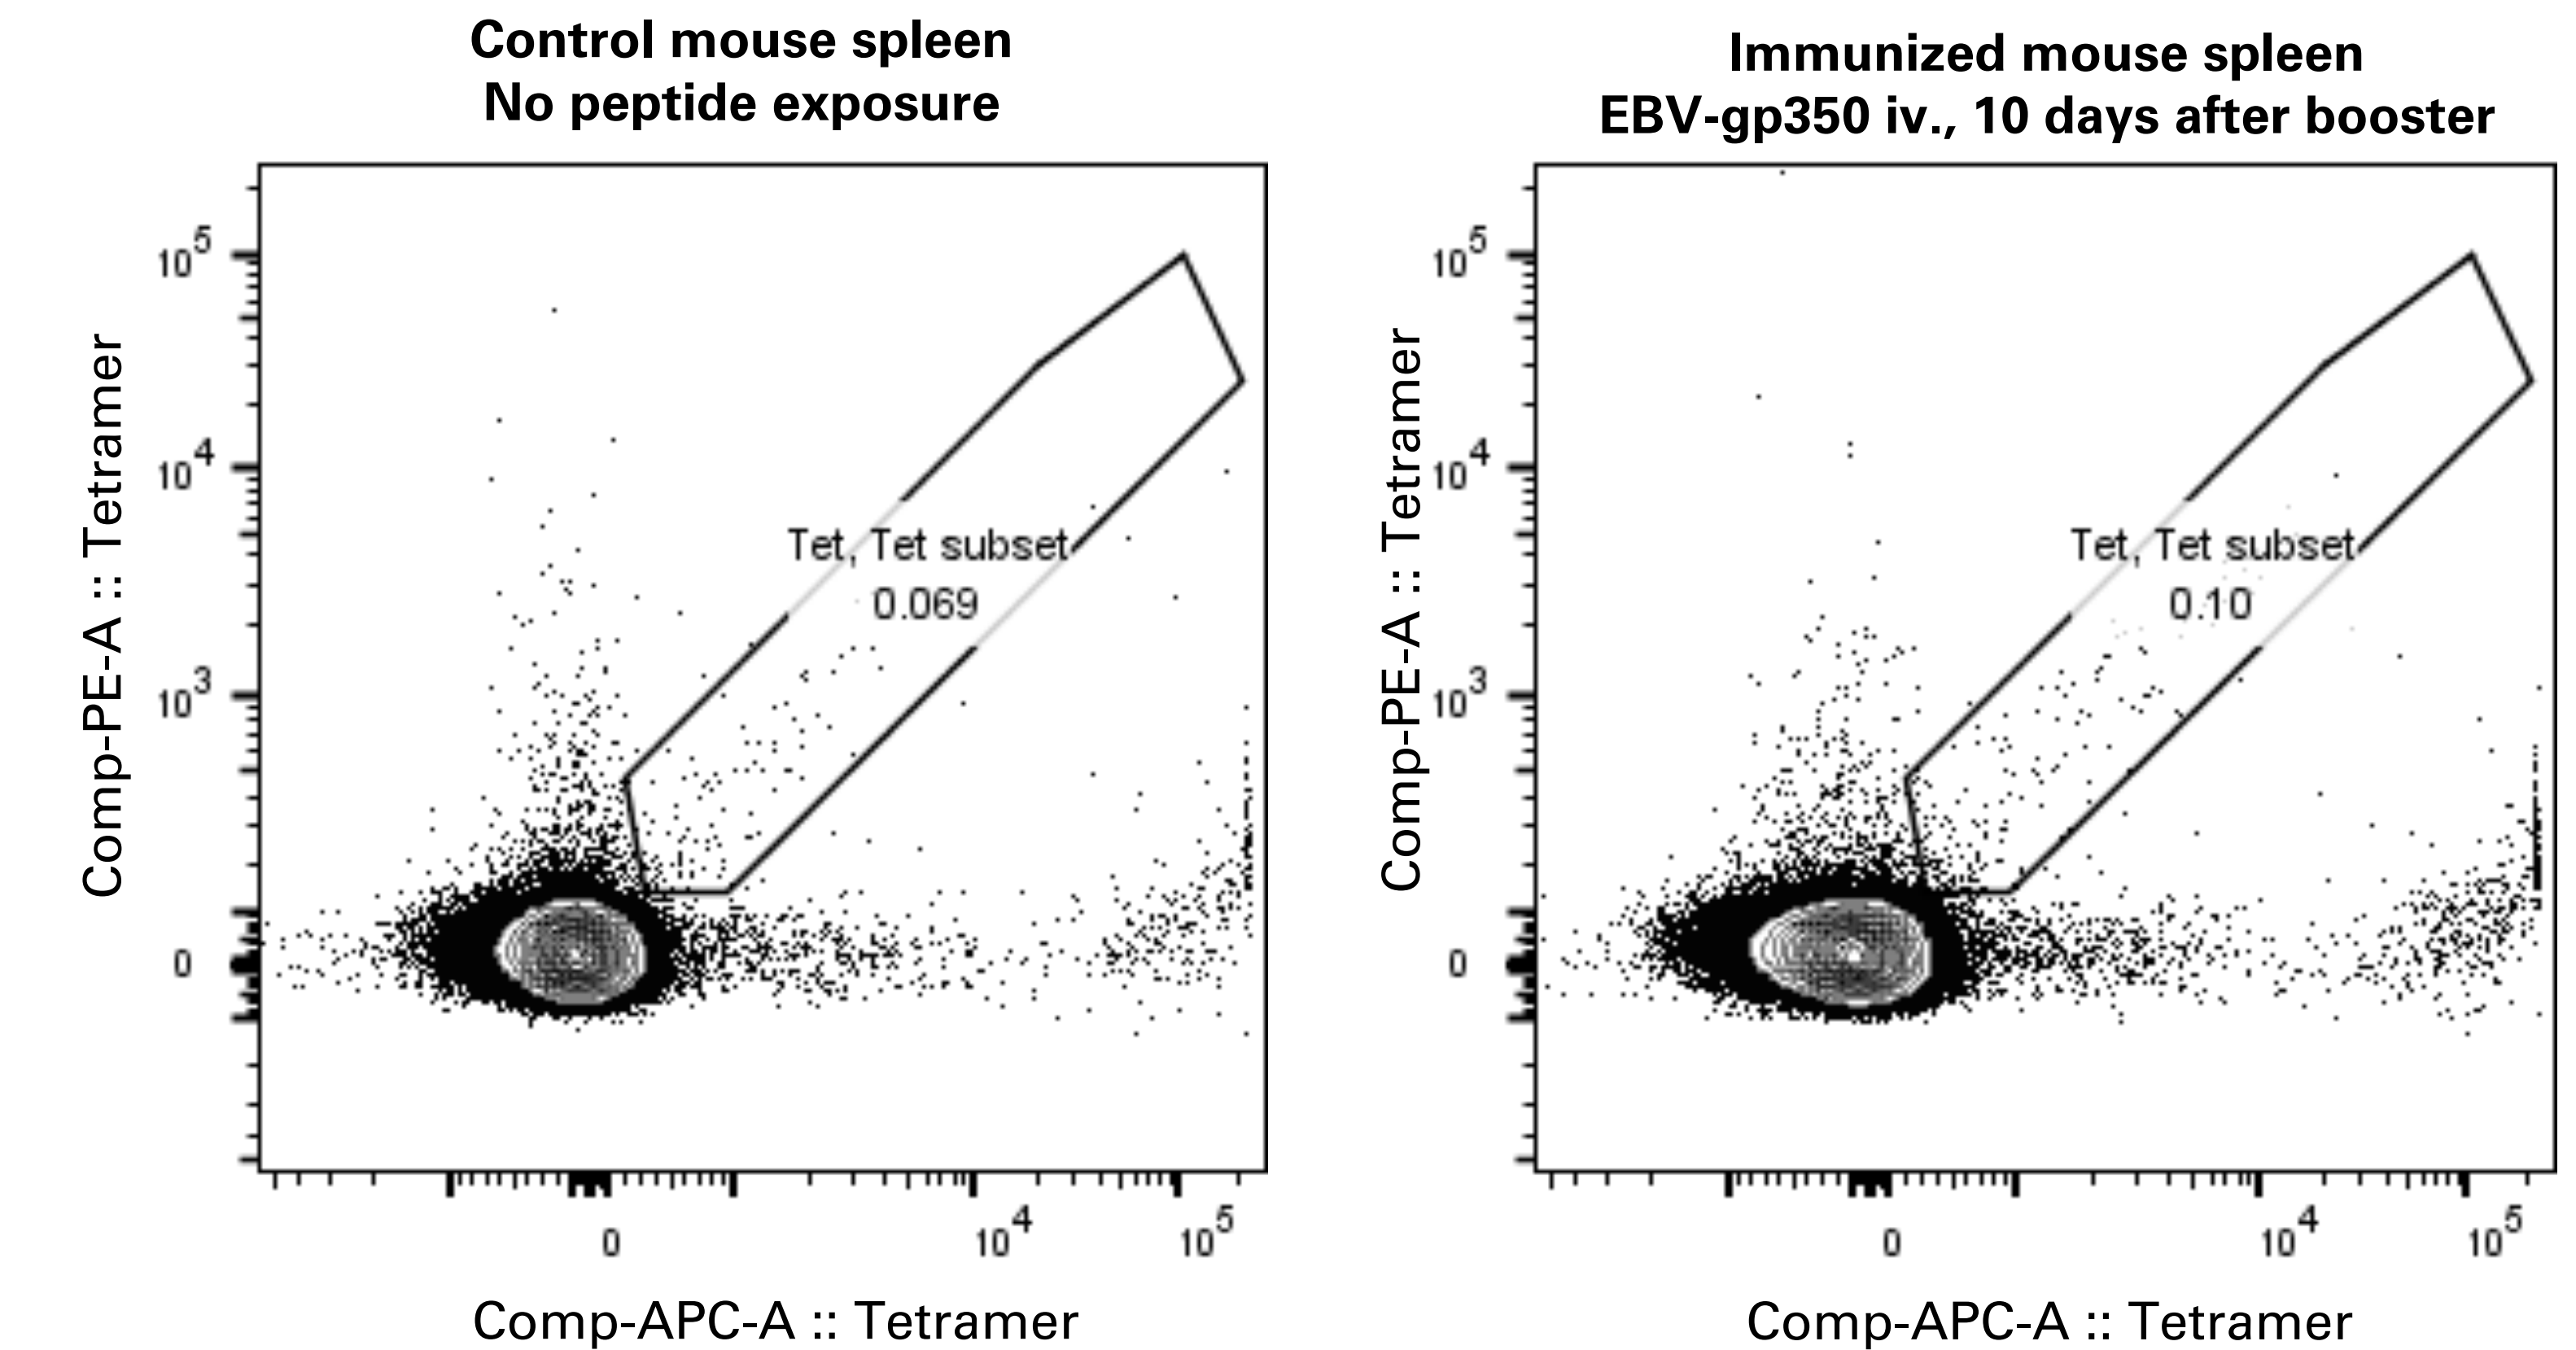 Control mouse spleen
No peptide exposure
Comp-PE-A :: Tetramer
10^5
10^4
10^3
0
Tet, Tet subset
0.069
0
10^4
10^5
Comp-APC-A :: Tetramer
Immunized mouse spleen
EBV-gp350 iv., 10 days after booster
Comp-PE-A :: Tetramer
10^5
10^4
10^3
0
Tet, Tet subset
0.10
0
10^4
10^5
Comp-APC-A :: Tetramer